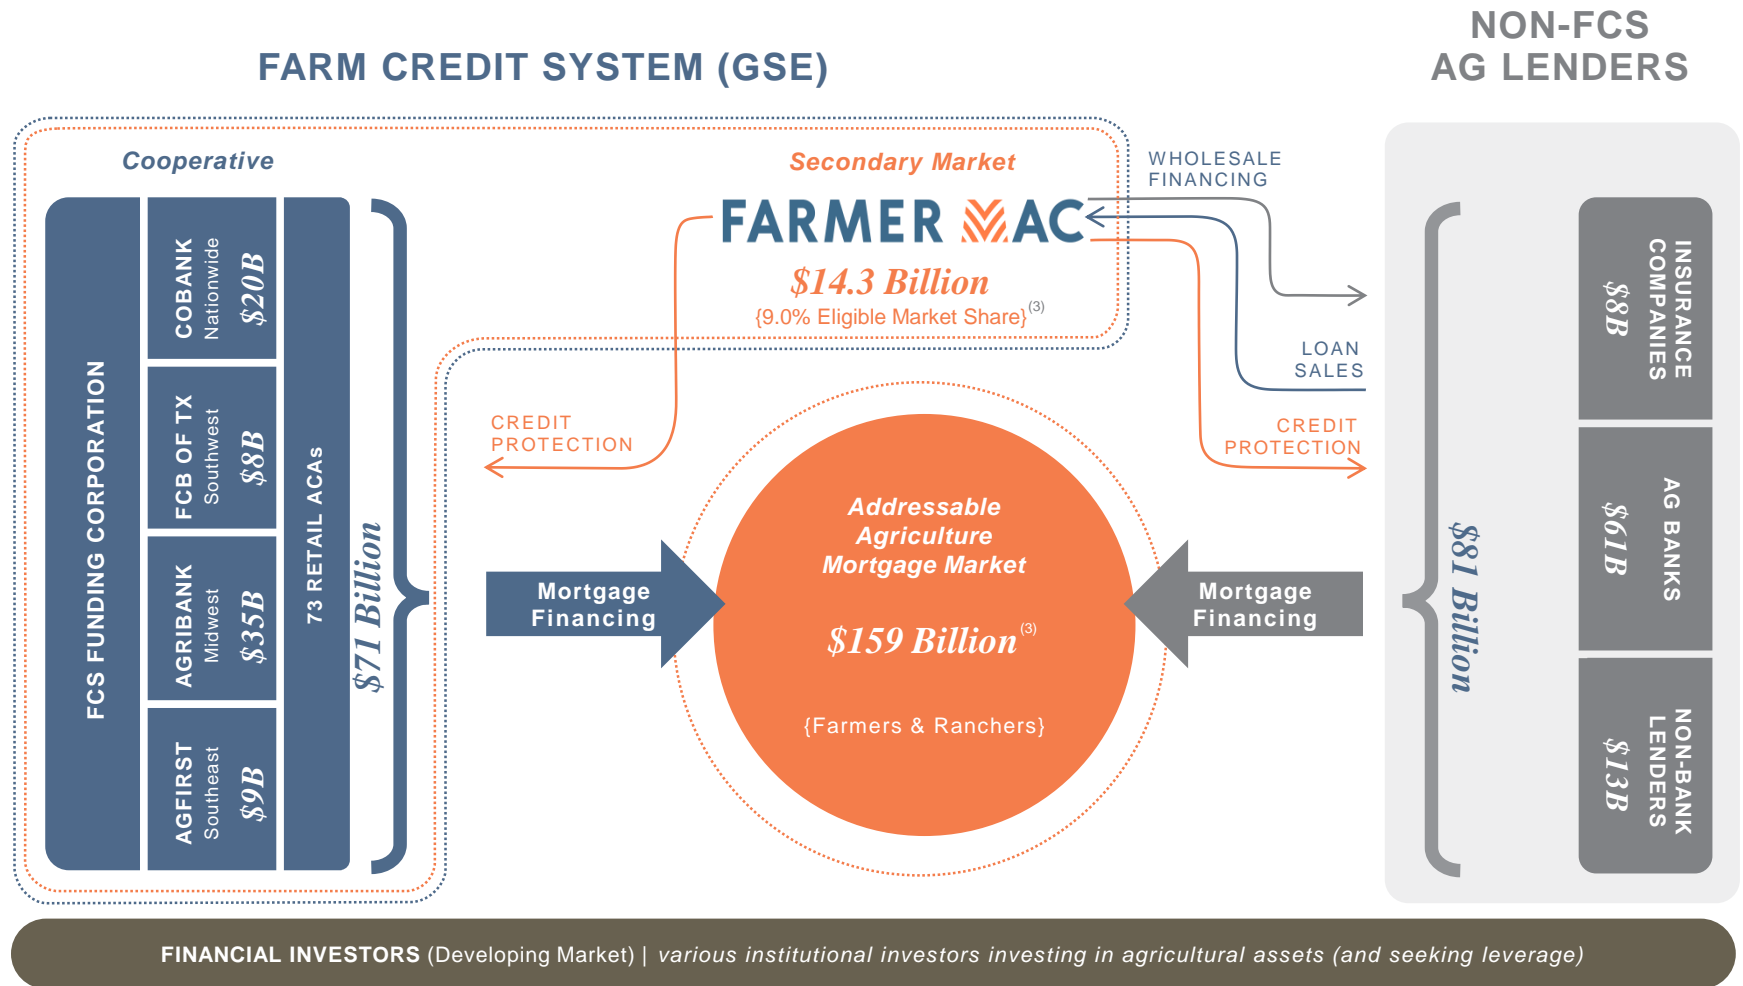 FARM CREDIT SYSTEM (GSE)
NON-FCS
AG LENDERS
Cooperative
FCS FUNDING CORPORATION
COBANK
Nationwide
$20B
FCB OF TX
Southwest
$8B
AGRIBANK
Midwest
$35B
AGFIRST
Southeast
$9B
73 RETAIL ACAs
$71 Billion
Secondary Market
FARMER MAC
$14.3 Billion
{9.0% Eligible Market Share}(3)
WHOLESALE
FINANCING
LOAN
SALES
CREDIT
PROTECTION
CREDIT
PROTECTION
Mortgage
Financing
Addressable
Agriculture
Mortgage Market
$159 Billion(3)
{Farmers & Ranchers}
Mortgage
Financing
$81 Billion
INSURANCE
COMPANIES
$8B
AG BANKS
$61B
NON-BANK
LENDERS
$13B
FINANCIAL INVESTORS (Developing Market) | various institutional investors investing in agricultural assets (and seeking leverage)